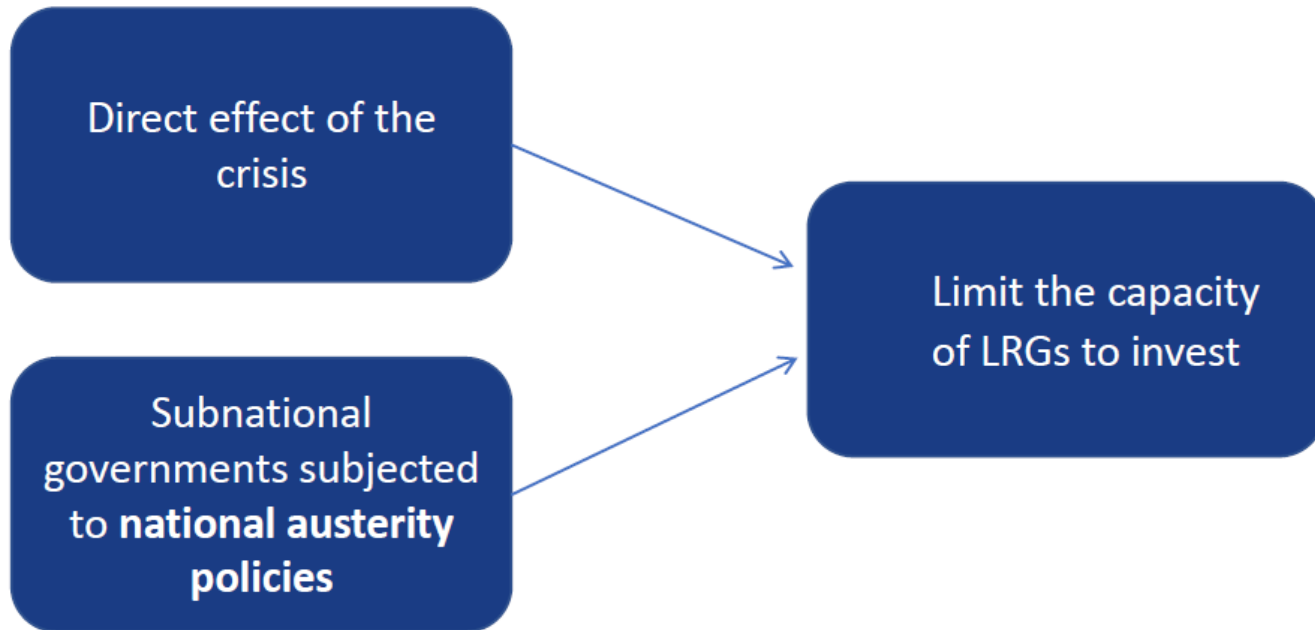 Direct effect of the
crisis
Subnational
governments subjected
to national austerity
policies
Limit the capacity
of LRGs to invest